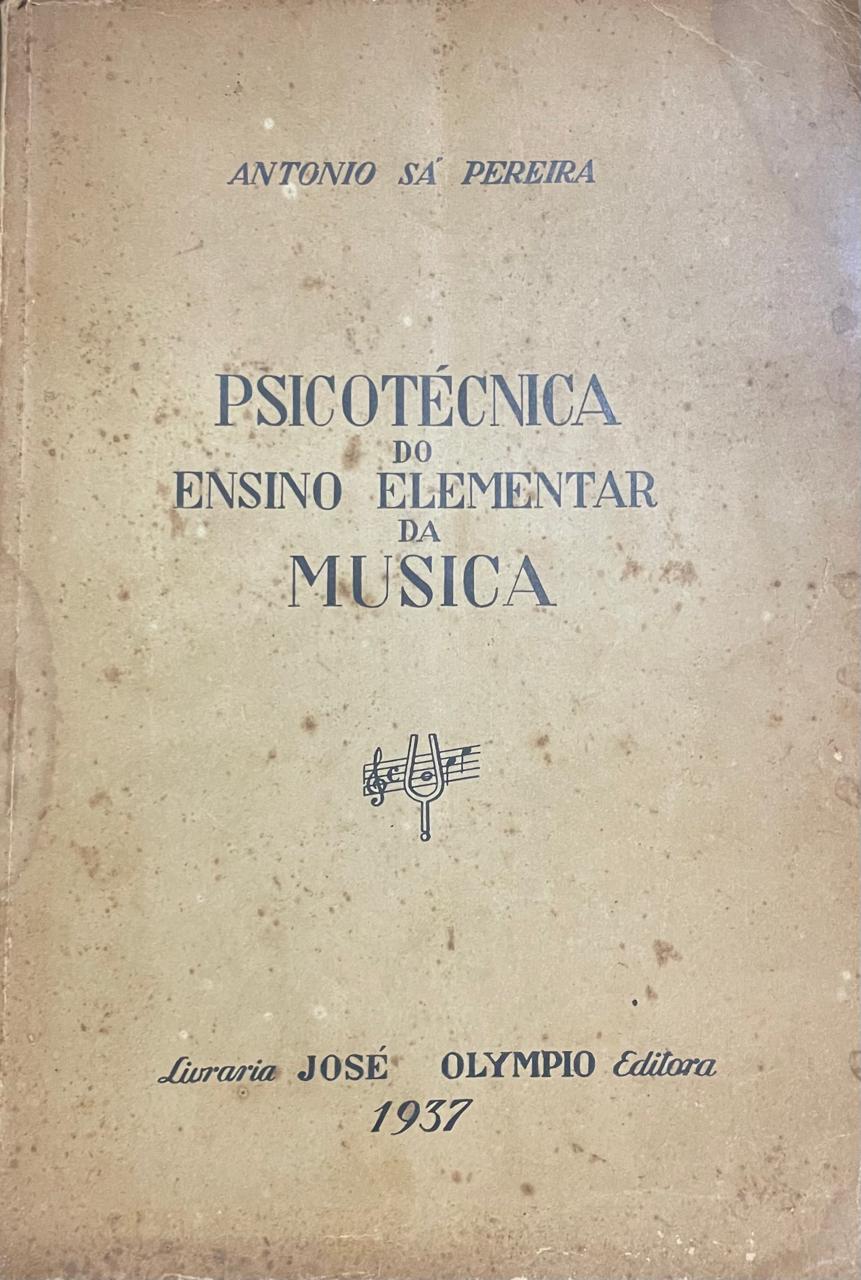 ANTONIO SÁ PEREIRA
PSICOTÉCNICA
DO
ENSINO ELEMENTAR
DA
MUSICA
Livraria JOSÉ OLYMPIO Editora
1937